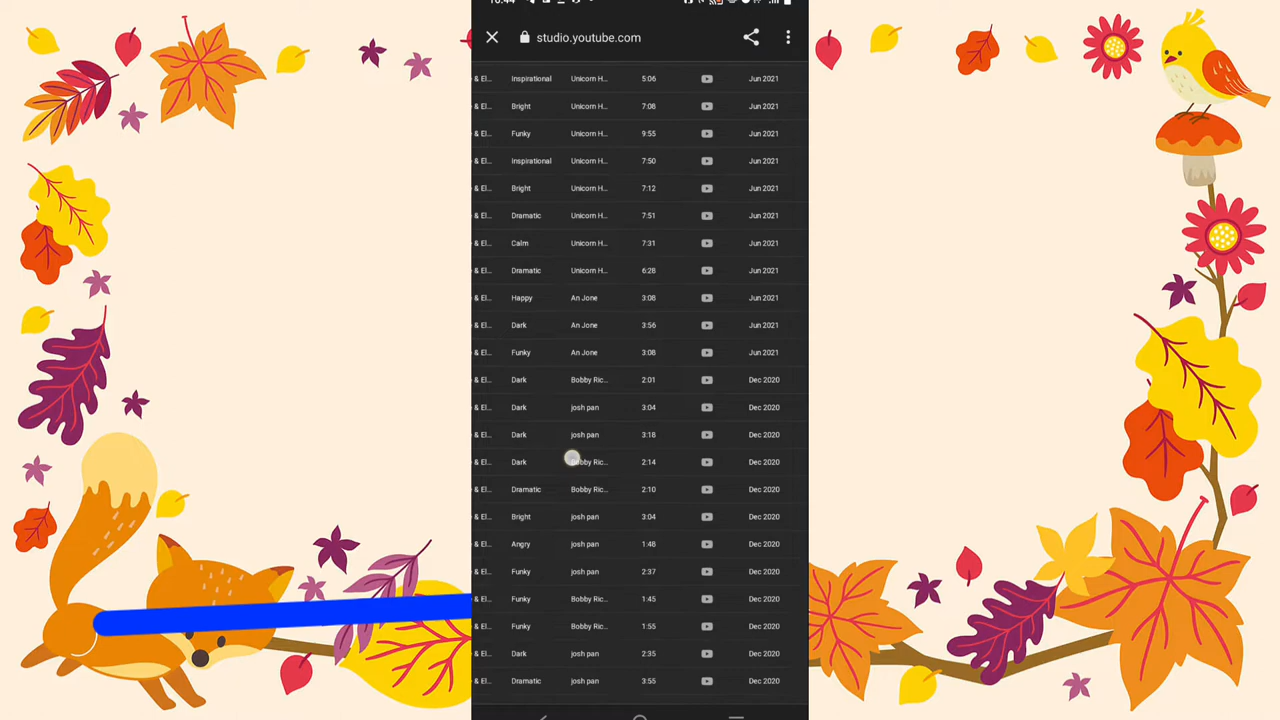 studio.youtube.com
& El... Inspirational Unicorn H... 5:06 Jun 2021
& El... Bright Unicorn H... 7:08 Jun 2021
& El... Funky Unicorn H... 9:55 Jun 2021
& El... Inspirational Unicorn H... 7:50 Jun 2021
& El... Bright Unicorn H... 7:12 Jun 2021
& El... Dramatic Unicorn H... 7:51 Jun 2021
& El... Calm Unicorn H... 7:31 Jun 2021
& El... Dramatic Unicorn H... 6:28 Jun 2021
& El... Happy An Jone 3:08 Jun 2021
& El... Dark An Jone 3:56 Jun 2021
& El... Funky An Jone 3:08 Jun 2021
& El... Dark Bobby Ric... 2:01 Dec 2020
& El... Dark josh pan 3:04 Dec 2020
& El... Dark josh pan 3:18 Dec 2020
& El... Dark Bobby Ric... 2:14 Dec 2020
& El... Dramatic Bobby Ric... 2:10 Dec 2020
& El... Bright josh pan 3:04 Dec 2020
& El... Angry josh pan 1:48 Dec 2020
& El... Funky josh pan 2:37 Dec 2020
& El... Funky Bobby Ric... 1:45 Dec 2020
& El... Funky Bobby Ric... 1:55 Dec 2020
& El... Dark josh pan 2:35 Dec 2020
& El... Dramatic josh pan 3:55 Dec 2020